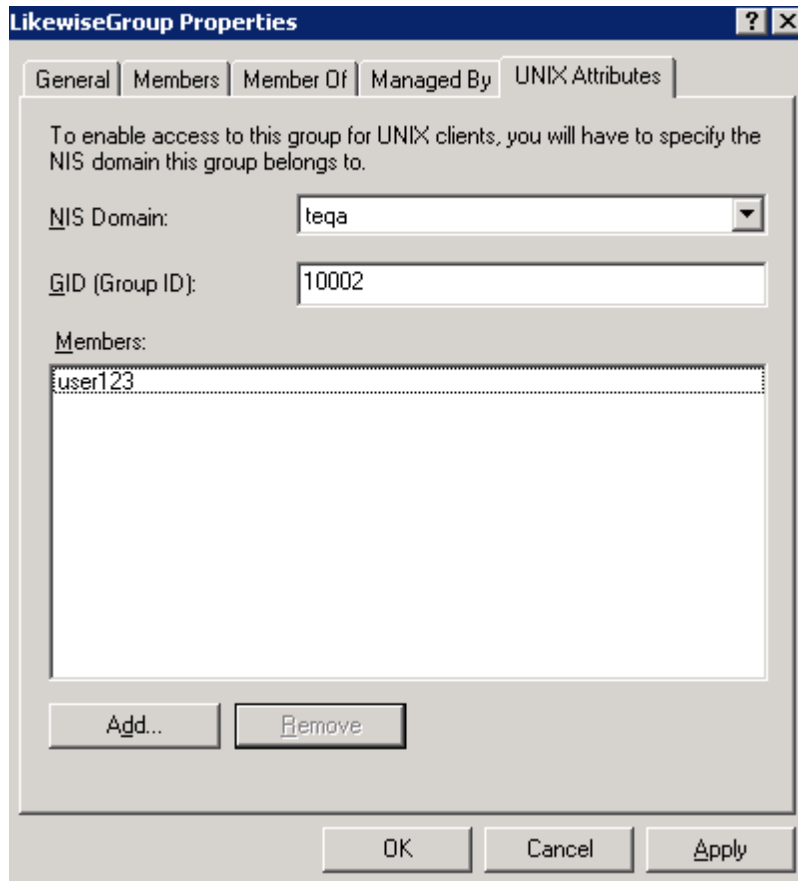 LikewiseGroup Properties
General Members Member Of Managed By UNIX Attributes
To enable access to this group for UNIX clients, you will have to specify the
NIS domain this group belongs to.
NIS Domain: teqa
GID (Group ID): 10002
Members:
user123
Add... Remove
OK Cancel Apply